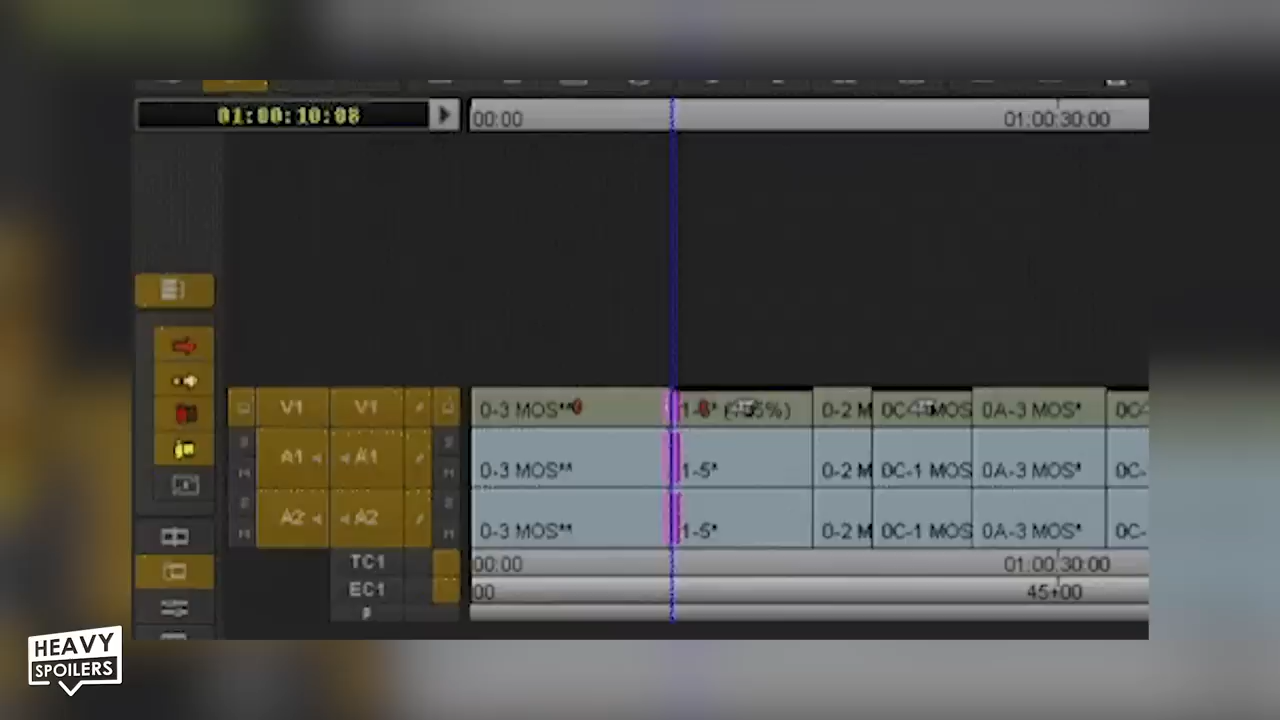 01:00:10:08
00:00 01:00:30:00
V1 V1 0-3 MOS** 0-2 M 0A-3 MOS*
A1 A1 0-3 MOS** 1-5* 0-2 M 0C-1 MOS 0A-3 MOS* 0C-
A2 A2 0-3 MOS** 1-5* 0-2 M 0C-1 MOS 0A-3 MOS* 0C-
TC1 00:00 01:00:30:00
EC1 00 45+00
HEAVY
SPOILERS